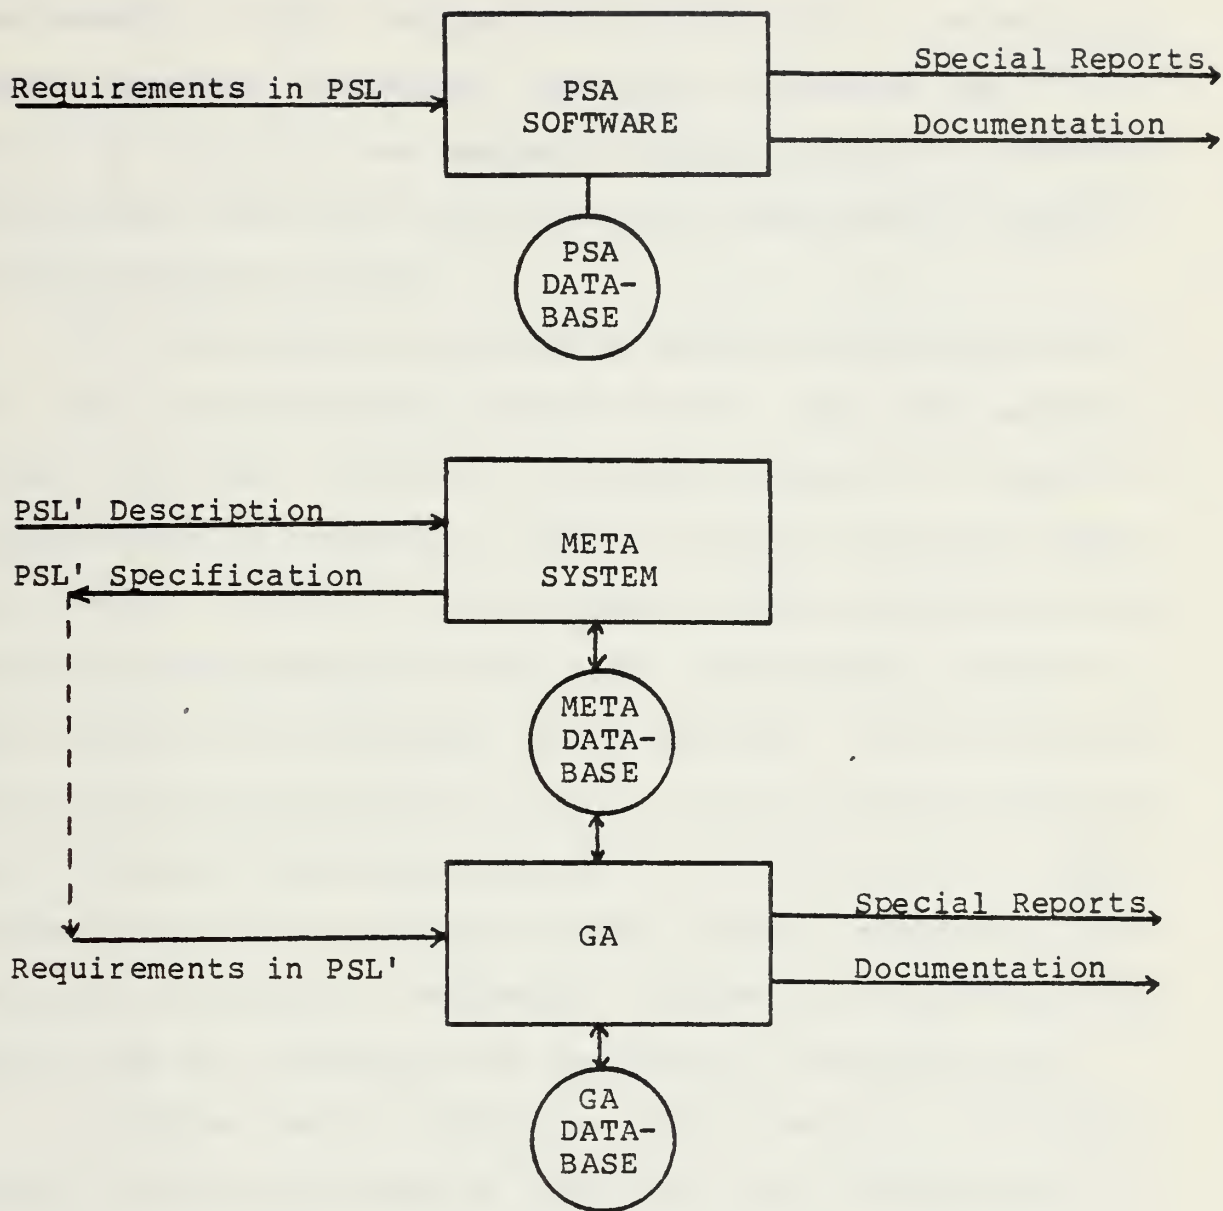 Requirements in PSL
PSA
SOFTWARE
Special Reports
Documentation
PSA
DATA-
BASE
PSL' Description
PSL' Specification
META
SYSTEM
META
DATA-
BASE
Requirements in PSL'
GA
Special Reports
Documentation
GA
DATA-
BASE